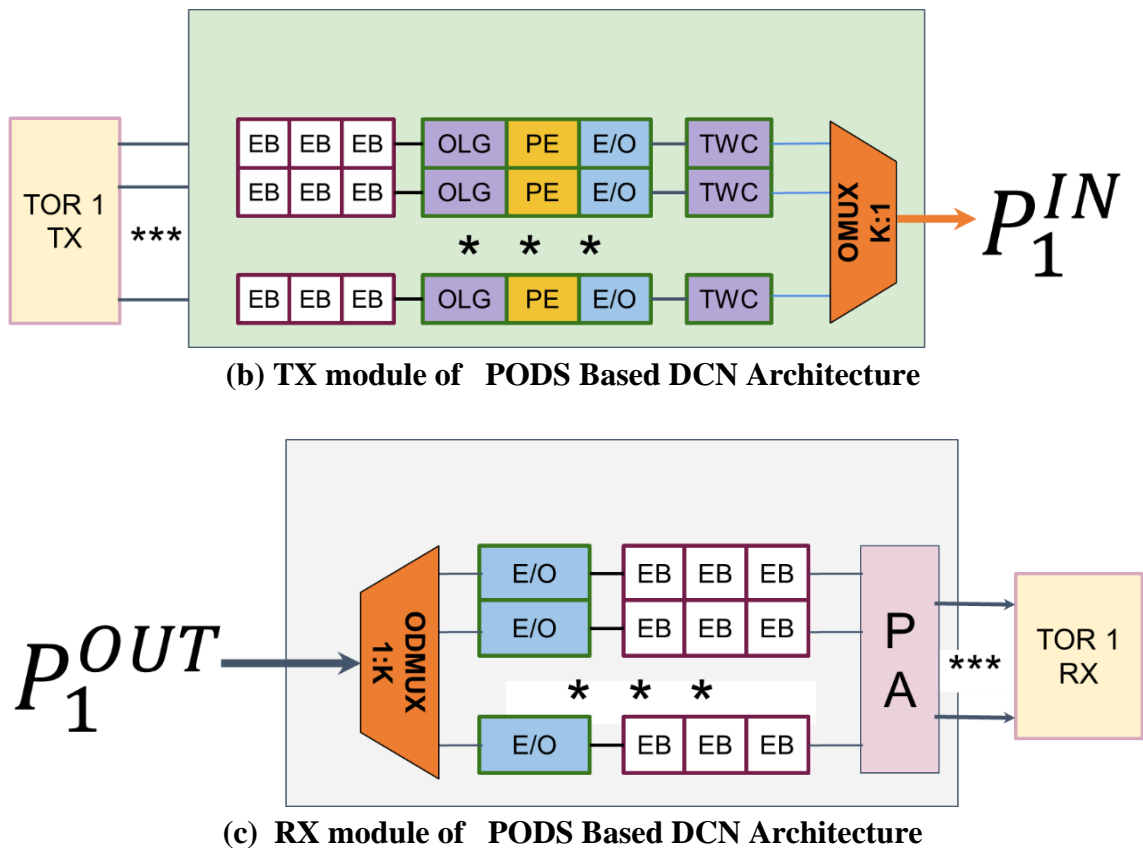 EB EB EB OLG PE E/O TWC
EB EB EB OLG PE E/O TWC
TOR 1
TX
***
* * *
EB EB EB OLG PE E/O TWC
OMUX
K:1
P_1^{IN}
(b) TX module of PODS Based DCN Architecture
P_1^{OUT}
ODMUX
1:K
E/O EB EB EB
E/O EB EB EB
* * *
E/O EB EB EB
P
A
***
TOR 1
RX
(c) RX module of PODS Based DCN Architecture